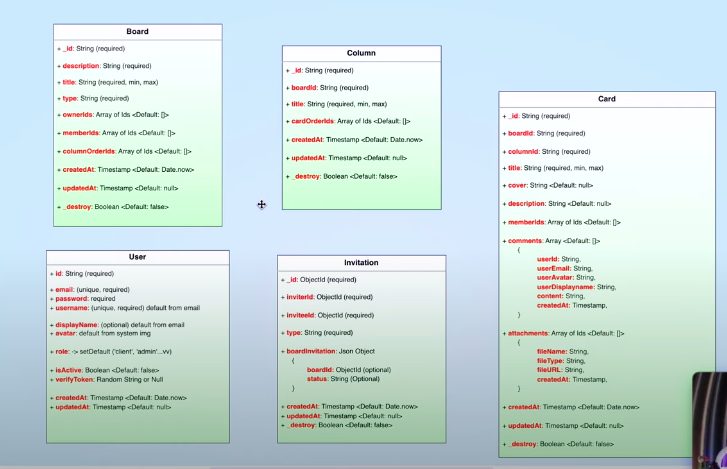 Board
+ _id: String (required)
+ description: String (required)
+ title: String (required, min, max)
+ type: String (required)
+ ownerIds: Array of Ids <Default: []>
+ memberIds: Array of Ids <Default: []>
+ columnOrderIds: Array of Ids <Default: []>
+ createdAt: Timestamp <Default: Date.now>
+ updatedAt: Timestamp <Default: null>
+ _destroy: Boolean <Default: false>
Column
+ _id: String (required)
+ boardId: String (required)
+ title: String (required, min, max)
+ cardOrderIds: Array of Ids <Default: []>
+ createdAt: Timestamp <Default: Date.now>
+ updatedAt: Timestamp <Default: null>
+ _destroy: Boolean <Default: false>
Card
+ _id: String (required)
+ boardId: String (required)
+ columnId: String (required)
+ title: String (required, min, max)
+ cover: String <Default: null>
+ description: String <Default: null>
+ memberIds: Array of Ids <Default: []>
+ comments: Array <Default: []>
{
userId: String,
userEmail: String,
userAvatar: String,
userDisplayname: String,
content: String,
createdAt: Timestamp,
}
+ attachments: Array of Ids <Default: []>
{
fileName: String,
fileType: String,
fileURL: String,
createdAt: Timestamp,
}
+ createdAt: Timestamp <Default: Date.now>
+ updatedAt: Timestamp <Default: null>
+ _destroy: Boolean <Default: false>
User
+ id: String (required)
+ email: (unique, required)
+ password: required
+ username: (unique, required) default from email
+ displayName: (optional) default from email
+ avatar: default from system img
+ role: -> setDefault ('client', 'admin'...vv)
+ isActive: Boolean <Default: false>
+ verifyToken: Random String or Null
+ createdAt: Timestamp <Default: Date.now>
+ updatedAt: Timestamp <Default: null>
Invitation
+ _id: ObjectId (required)
+ inviterId: ObjectId (required)
+ inviteeId: ObjectId (required)
+ type: String (required)
+ boardInvitation: Json Object
{
boardId: ObjectId (optional)
status: String (Optional)
}
+ createdAt: Timestamp <Default: Date.now>
+ updatedAt: Timestamp <Default: null>
+ _destroy: Boolean <Default: false>